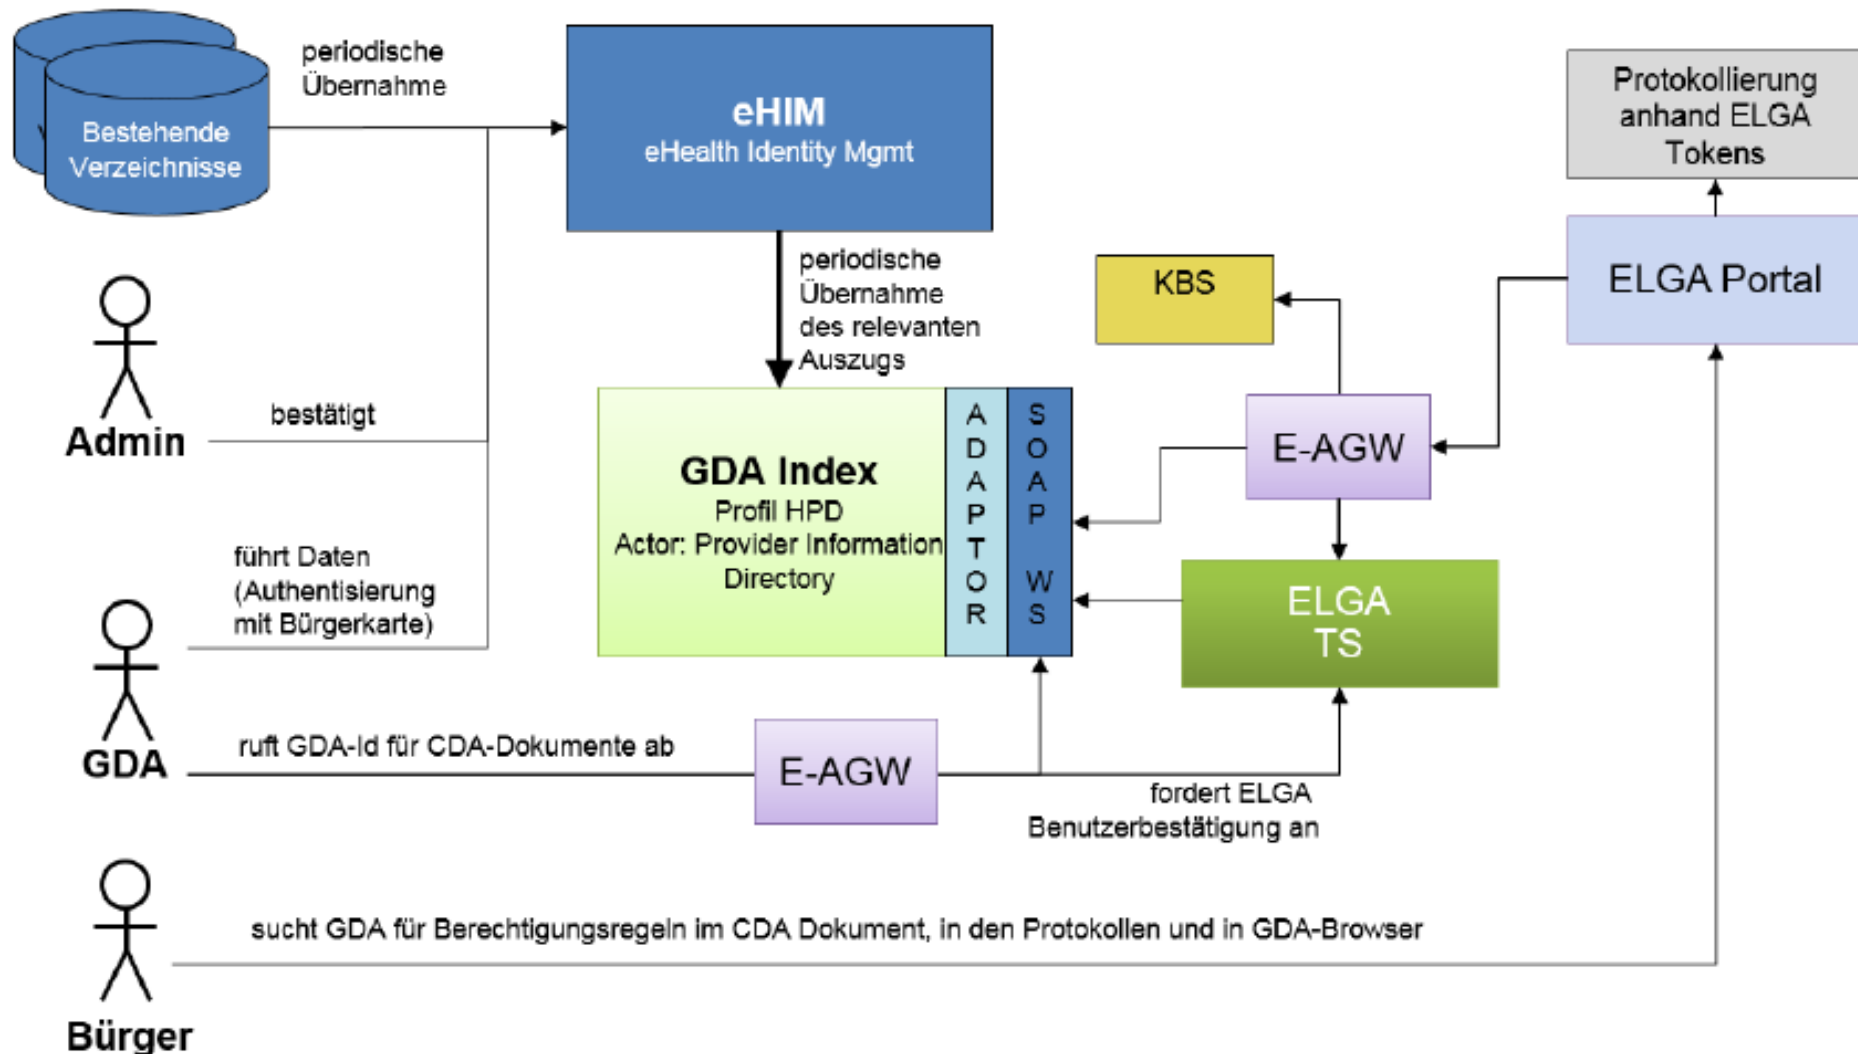 periodische
Übernahme
Bestehende
Verzeichnisse
eHIM
eHealth Identity Mgmt
Protokollierung
anhand ELGA
Tokens
periodische
Übernahme
des relevanten
Auszugs
KBS
ELGA Portal
Admin
bestätigt
GDA Index
Profil HPD
Actor: Provider Information
Directory
ADAPTOR
SOAP WS
E-AGW
führt Daten
(Authentisierung
mit Bürgerkarte)
ELGA
TS
GDA
ruft GDA-Id für CDA-Dokumente ab
E-AGW
fordert ELGA
Benutzerbestätigung an
sucht GDA für Berechtigungsregeln im CDA Dokument, in den Protokollen und in GDA-Browser
Bürger